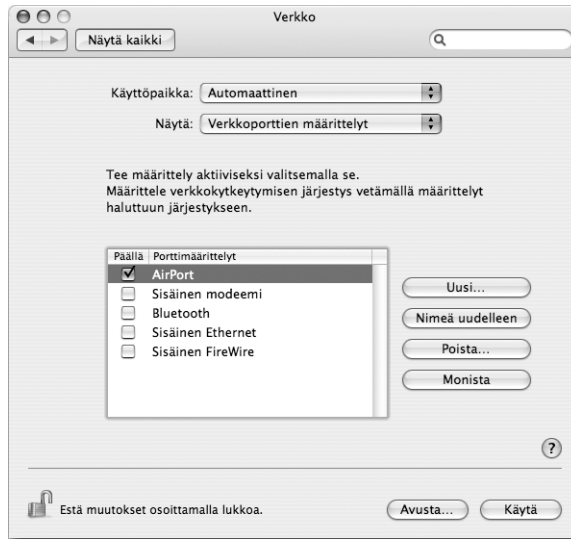 Verkko
Näytä kaikki
Käyttöpaikka: Automaattinen
Näytä: Verkkoporttien määrittelyt
Tee määrittely aktiiviseksi valitsemalla se.
Määrittele verkkokytkeytymisen järjestys vetämällä määrittelyt
haluttuun järjestykseen.
Päällä Porttimäärittelyt
AirPort
Sisäinen modeemi
Bluetooth
Sisäinen Ethernet
Sisäinen FireWire
Uusi...
Nimeä uudelleen
Poista...
Monista
?
Estä muutokset osoittamalla lukkoa.
Avusta... Käytä